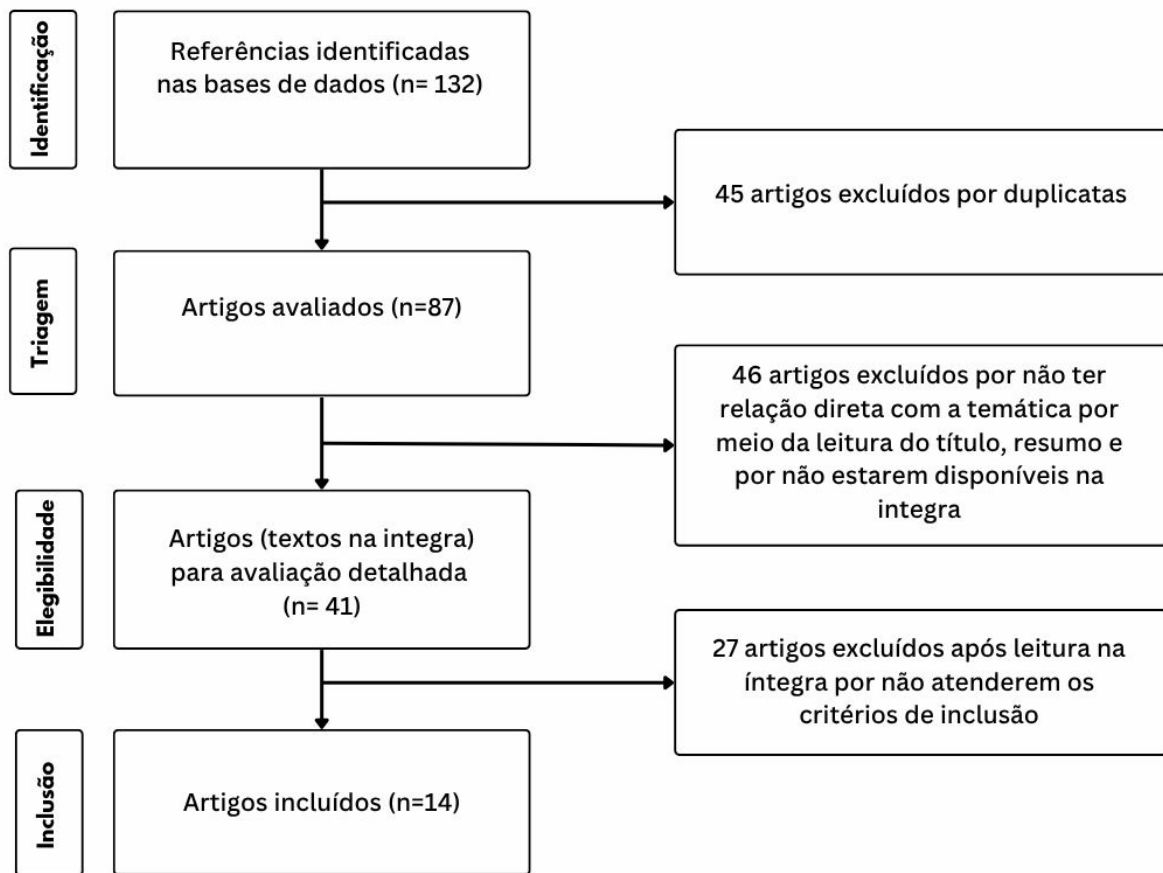 Identificação
Referências identificadas
nas bases de dados (n= 132)
45 artigos excluídos por duplicatas
Triagem
Artigos avaliados (n=87)
46 artigos excluídos por não ter
relação direta com a temática por
meio da leitura do título, resumo e
por não estarem disponíveis na
integra
Elegibilidade
Artigos (textos na integra)
para avaliação detalhada
(n= 41)
27 artigos excluídos após leitura na
íntegra por não atenderem os
critérios de inclusão
Inclusão
Artigos incluídos (n=14)